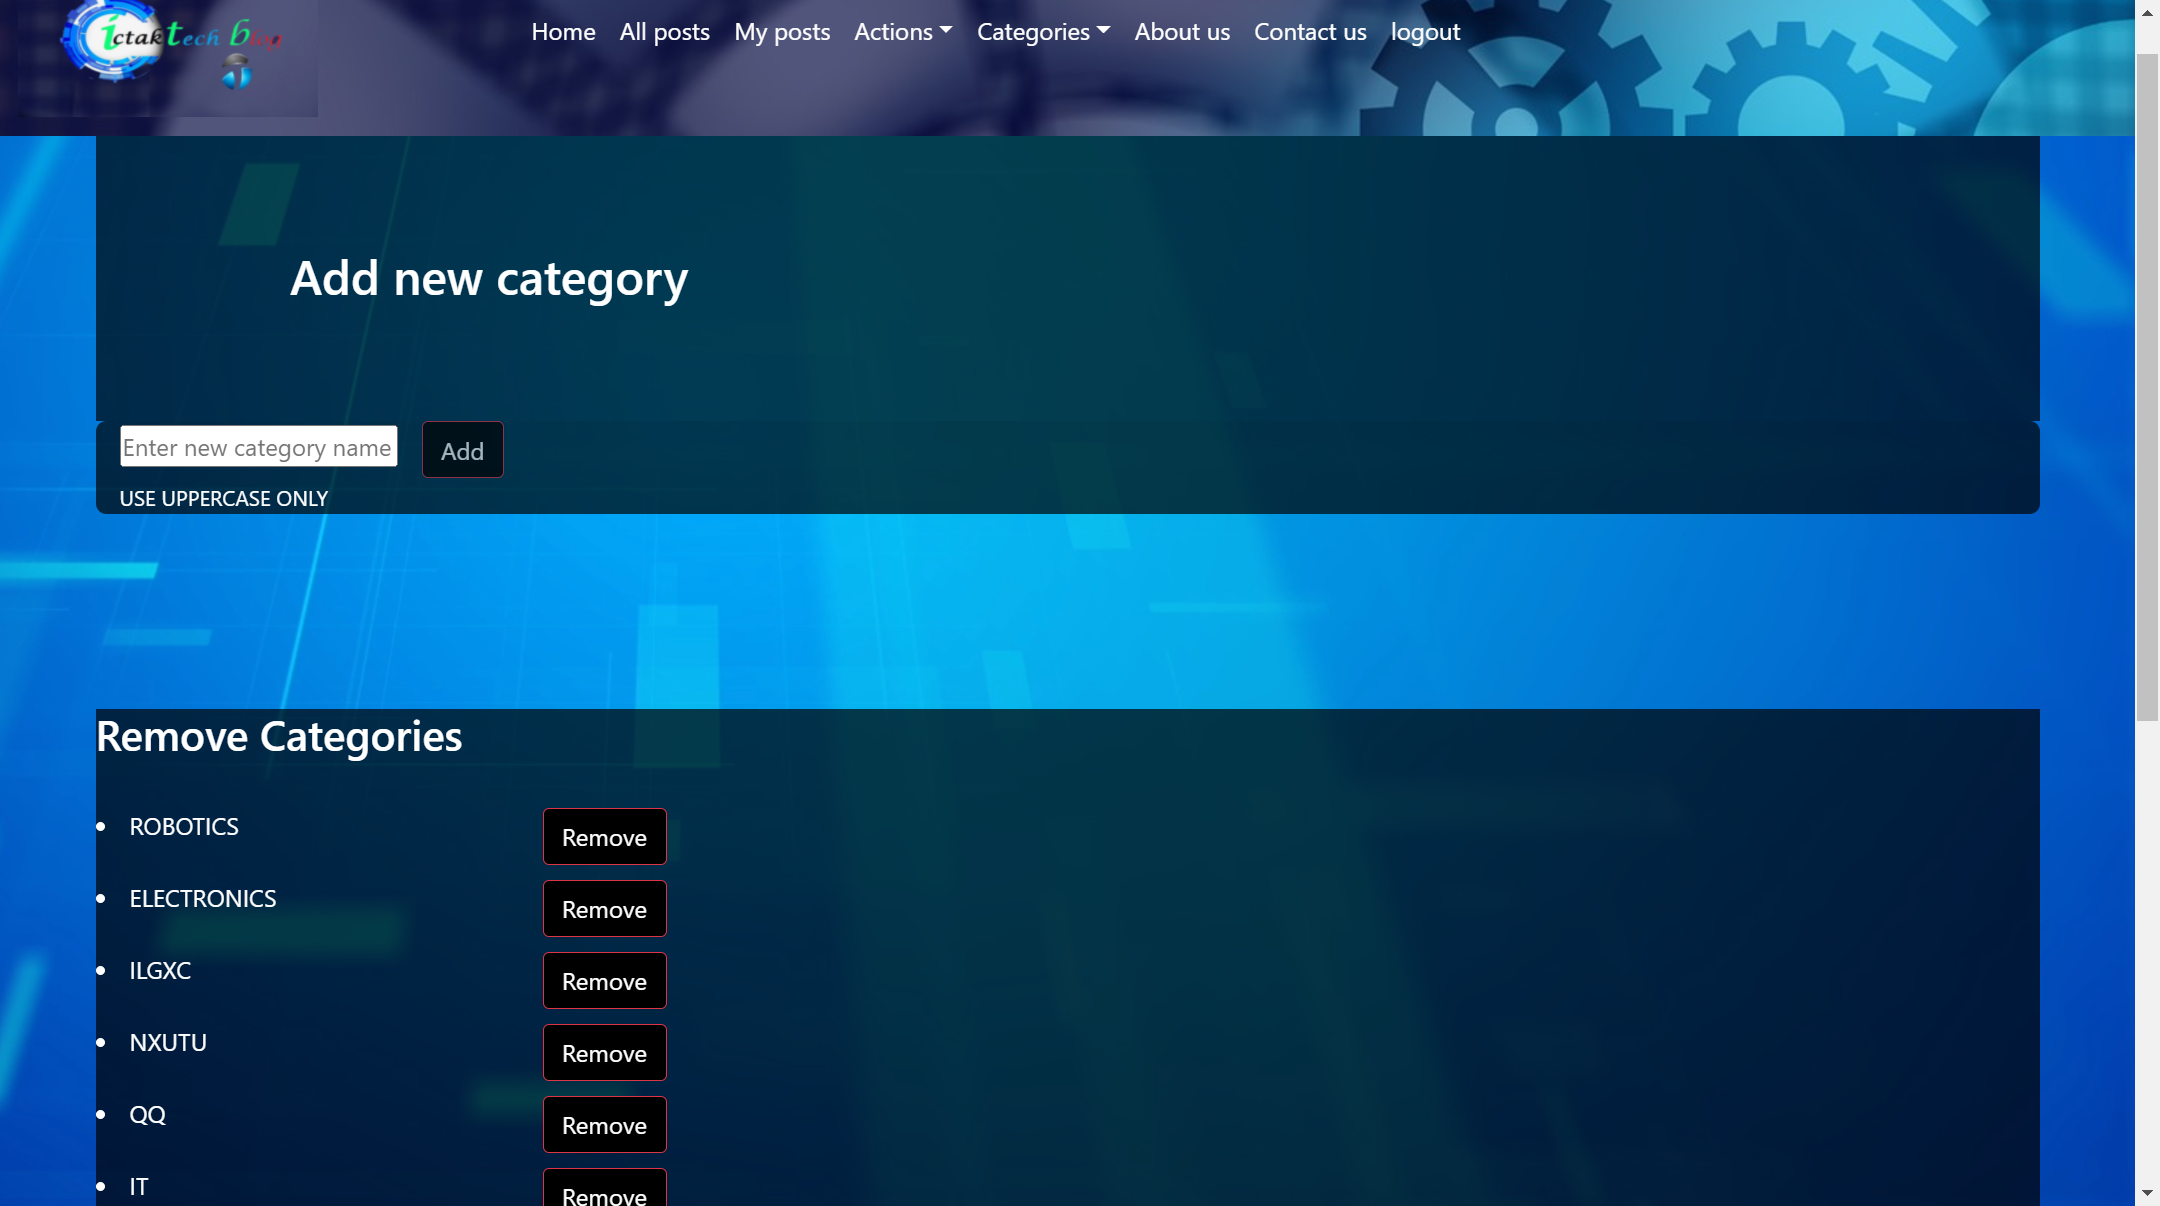 ictak tech blog
Home All posts My posts Actions Categories About us Contact us logout
Add new category
Enter new category name Add
USE UPPERCASE ONLY
Remove Categories
ROBOTICS Remove
ELECTRONICS Remove
ILGXC Remove
NXUTU Remove
QQ Remove
IT Remove